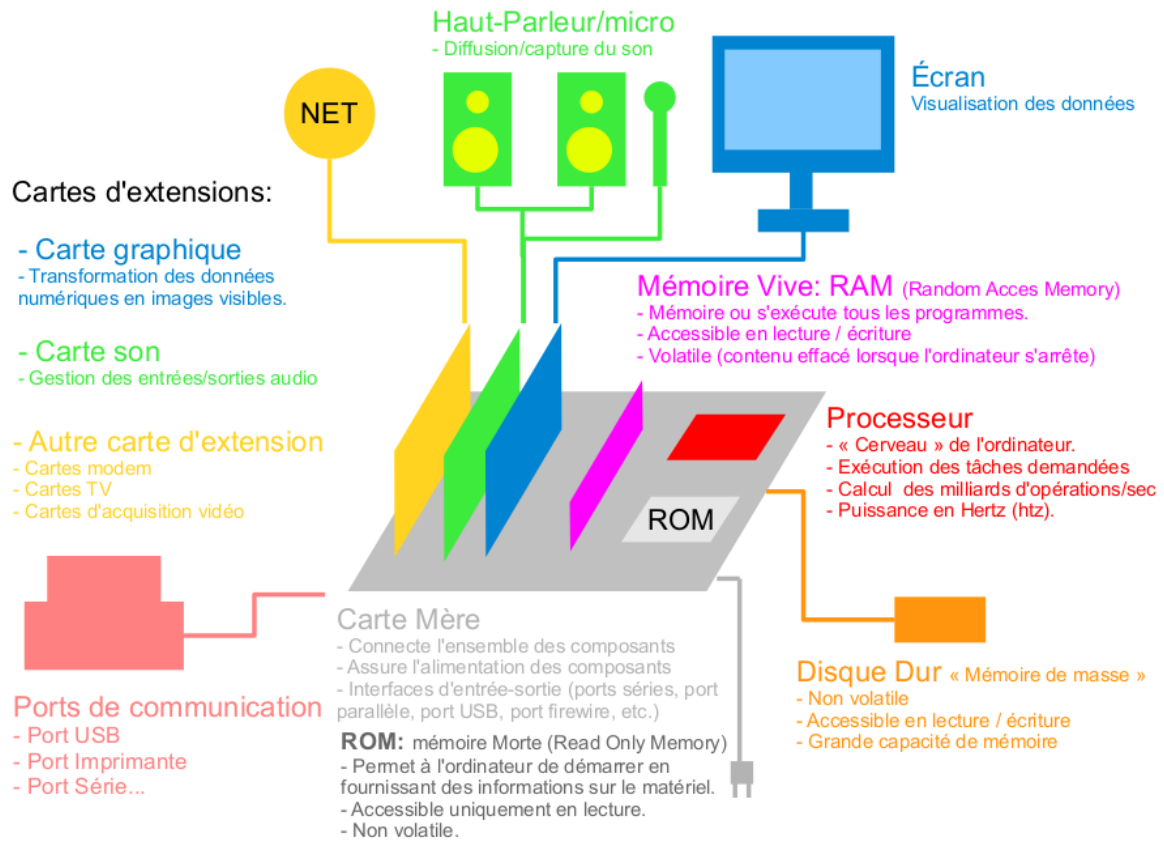 Haut-Parleur/micro
- Diffusion/capture du son
NET
Écran
Visualisation des données
Cartes d'extensions:
- Carte graphique
- Transformation des données
numériques en images visibles.
- Carte son
- Gestion des entrées/sorties audio
- Autre carte d'extension
- Cartes modem
- Cartes TV
- Cartes d'acquisition vidéo
Mémoire Vive: RAM (Random Acces Memory)
- Mémoire ou s'exécute tous les programmes.
- Accessible en lecture / écriture
- Volatile (contenu effacé lorsque l'ordinateur s'arrête)
Processeur
- « Cerveau » de l'ordinateur.
- Exécution des tâches demandées
- Calcul des milliards d'opérations/sec
- Puissance en Hertz (htz).
ROM
Carte Mère
- Connecte l'ensemble des composants
- Assure l'alimentation des composants
- Interfaces d'entrée-sortie (ports séries, port
parallèle, port USB, port firewire, etc.)
ROM: mémoire Morte (Read Only Memory)
- Permet à l'ordinateur de démarrer en
fournissant des informations sur le matériel.
- Accessible uniquement en lecture.
- Non volatile.
Ports de communication
- Port USB
- Port Imprimante
- Port Série...
Disque Dur « Mémoire de masse »
- Non volatile
- Accessible en lecture / écriture
- Grande capacité de mémoire